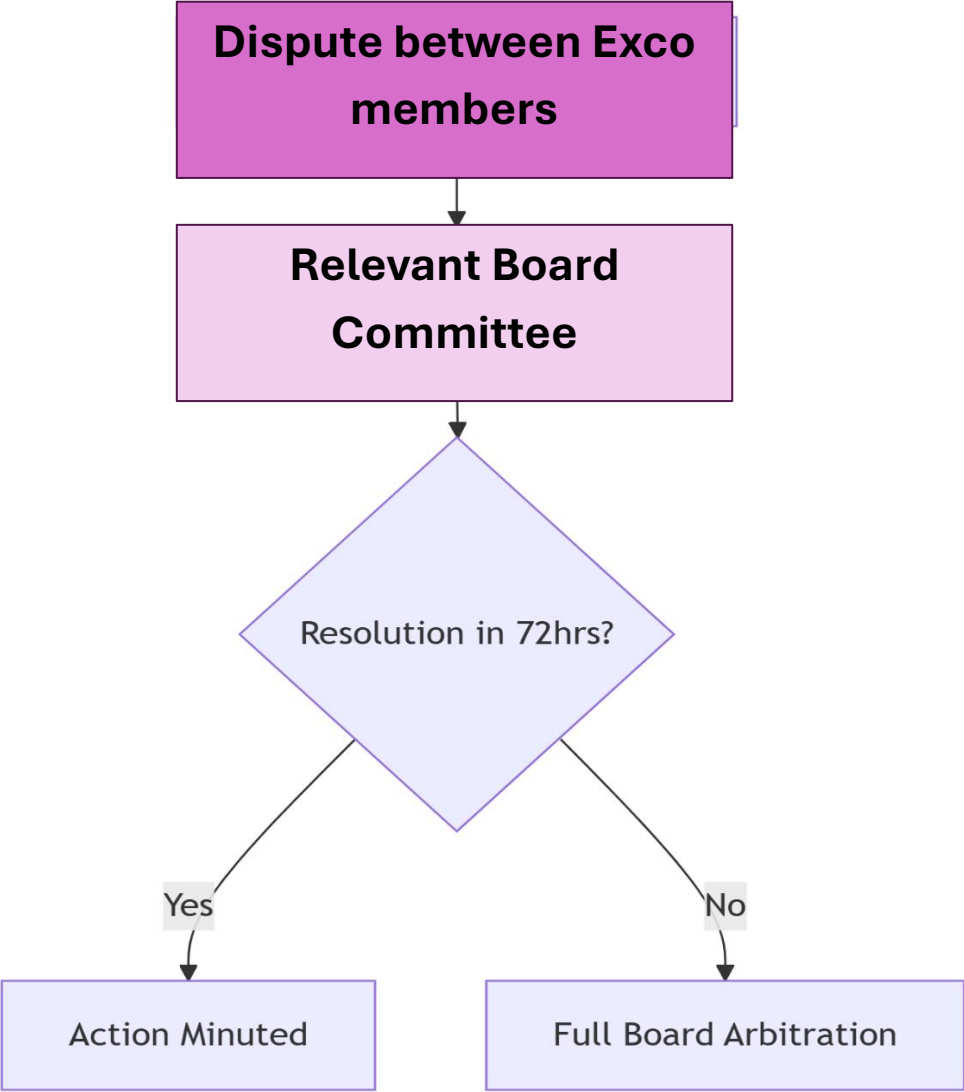 Dispute between Exco
members
Relevant Board
Committee
Resolution in 72hrs?
Yes
No
Action Minuted
Full Board Arbitration